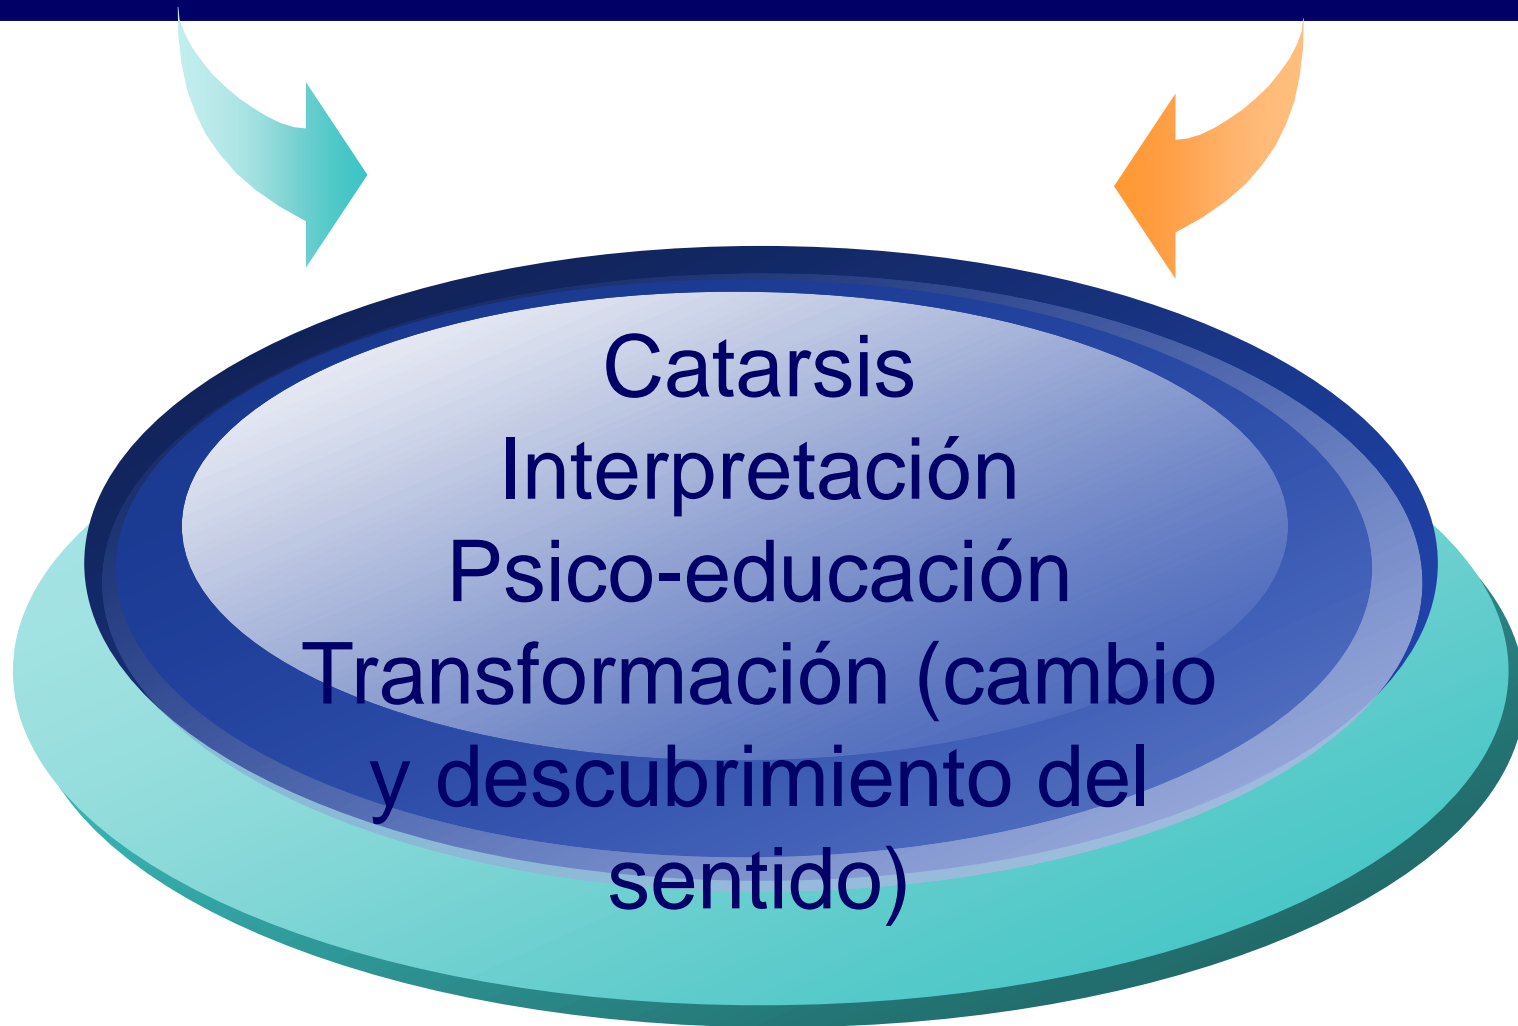 Catarsis
Interpretación
Psico-educación
Transformación (cambio
y descubrimiento del
sentido)